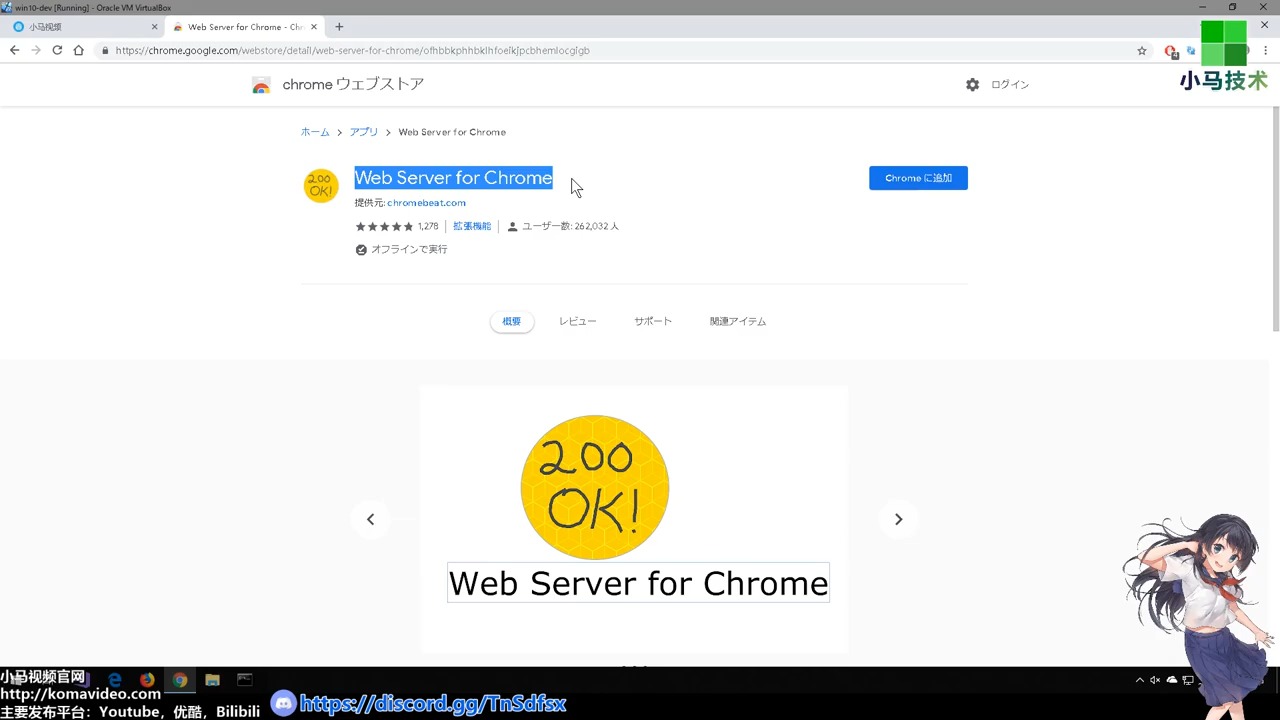 win10-dev [Running] - Oracle VM VirtualBox
小马视频
Web Server for Chrome - Chr
https://chrome.google.com/webstore/detail/web-server-for-chrome/ofhbbkphhbklhfoeikjpcbhemlocgigb
小马技术
chrome ウェブストア
ログイン
ホーム
アプリ
Web Server for Chrome
200
OK!
Web Server for Chrome
Chrome に追加
提供元: chromebeat.com
1,278
拡張機能
ユーザー数: 262,032 人
オフラインで実行
概要
レビュー
サポート
関連アイテム
200
OK!
Web Server for Chrome
小马视频官网
http://komavideo.com
主要发布平台：Youtube，优酷，Bilibili
https://discord.gg/TnSdfsx